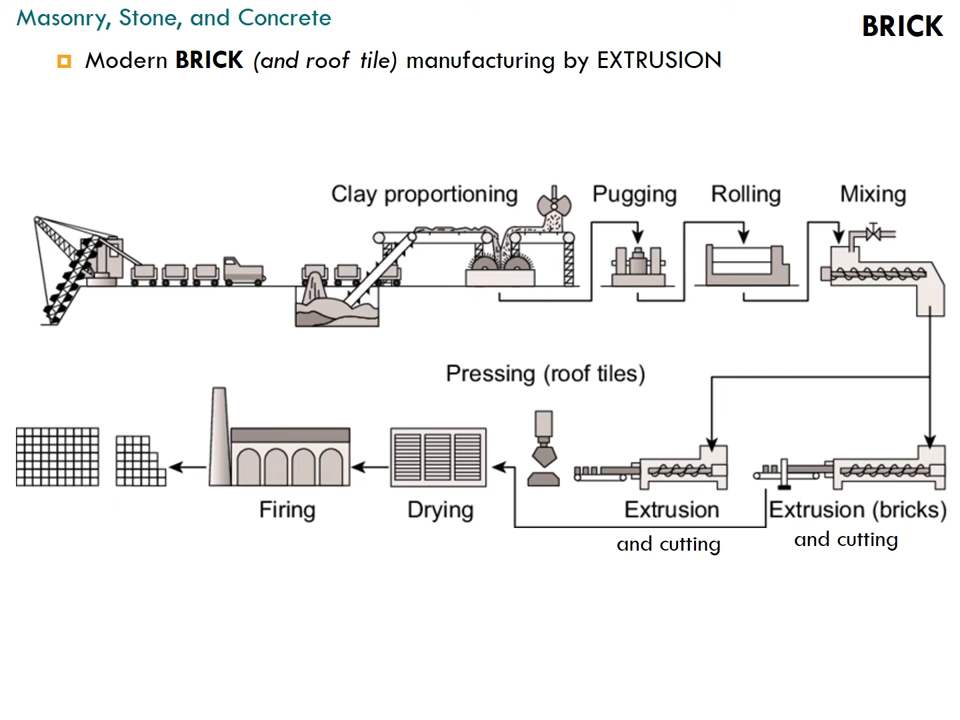 Masonry, Stone, and Concrete
BRICK
Modern BRICK (and roof tile) manufacturing by EXTRUSION
Clay proportioning
Pugging
Rolling
Mixing
Pressing (roof tiles)
Firing
Drying
Extrusion
and cutting
Extrusion (bricks)
and cutting